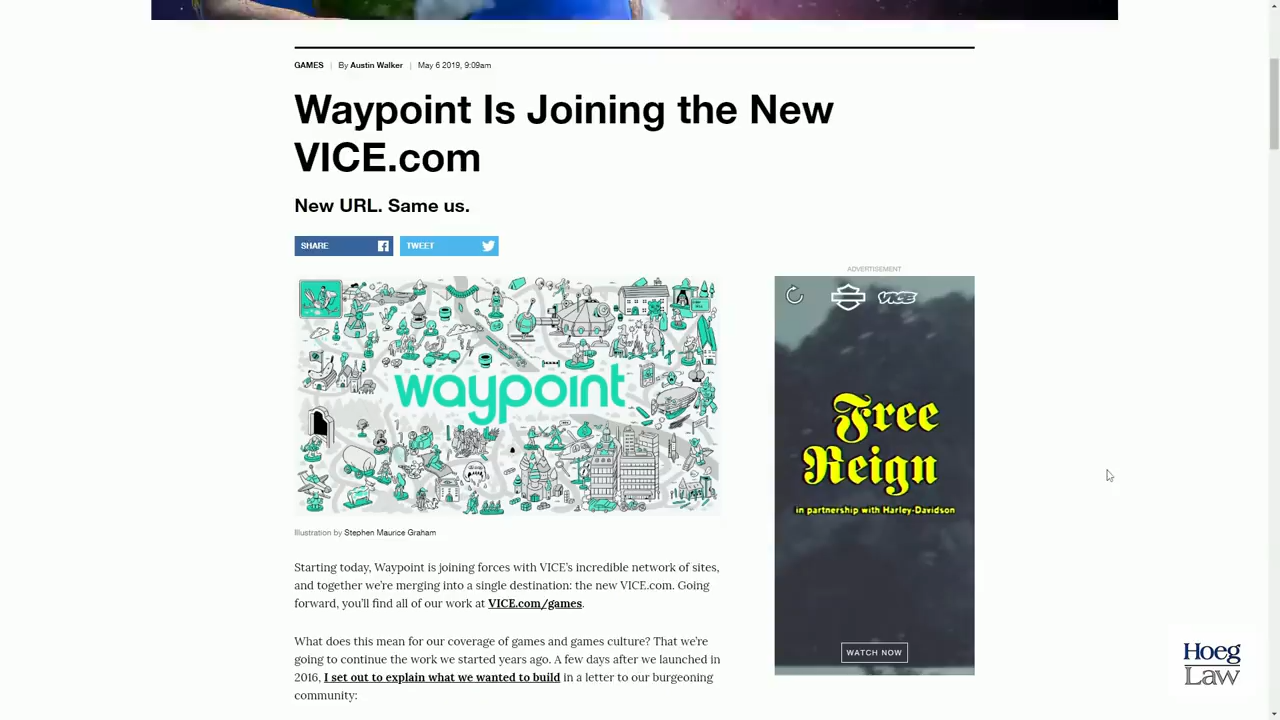 GAMES | By Austin Walker | May 6 2019, 9:09am
Waypoint Is Joining the New
VICE.com
New URL. Same us.
SHARE
TWEET
ADVERTISEMENT
VICE
waypoint
Free
Reign
in partnership with Harley-Davidson
WATCH NOW
Illustration by Stephen Maurice Graham
Starting today, Waypoint is joining forces with VICE’s incredible network of sites,
and together we’re merging into a single destination: the new VICE.com. Going
forward, you’ll find all of our work at VICE.com/games.
What does this mean for our coverage of games and games culture? That we’re
going to continue the work we started years ago. A few days after we launched in
2016, I set out to explain what we wanted to build in a letter to our burgeoning
community:
Hoeg
Law